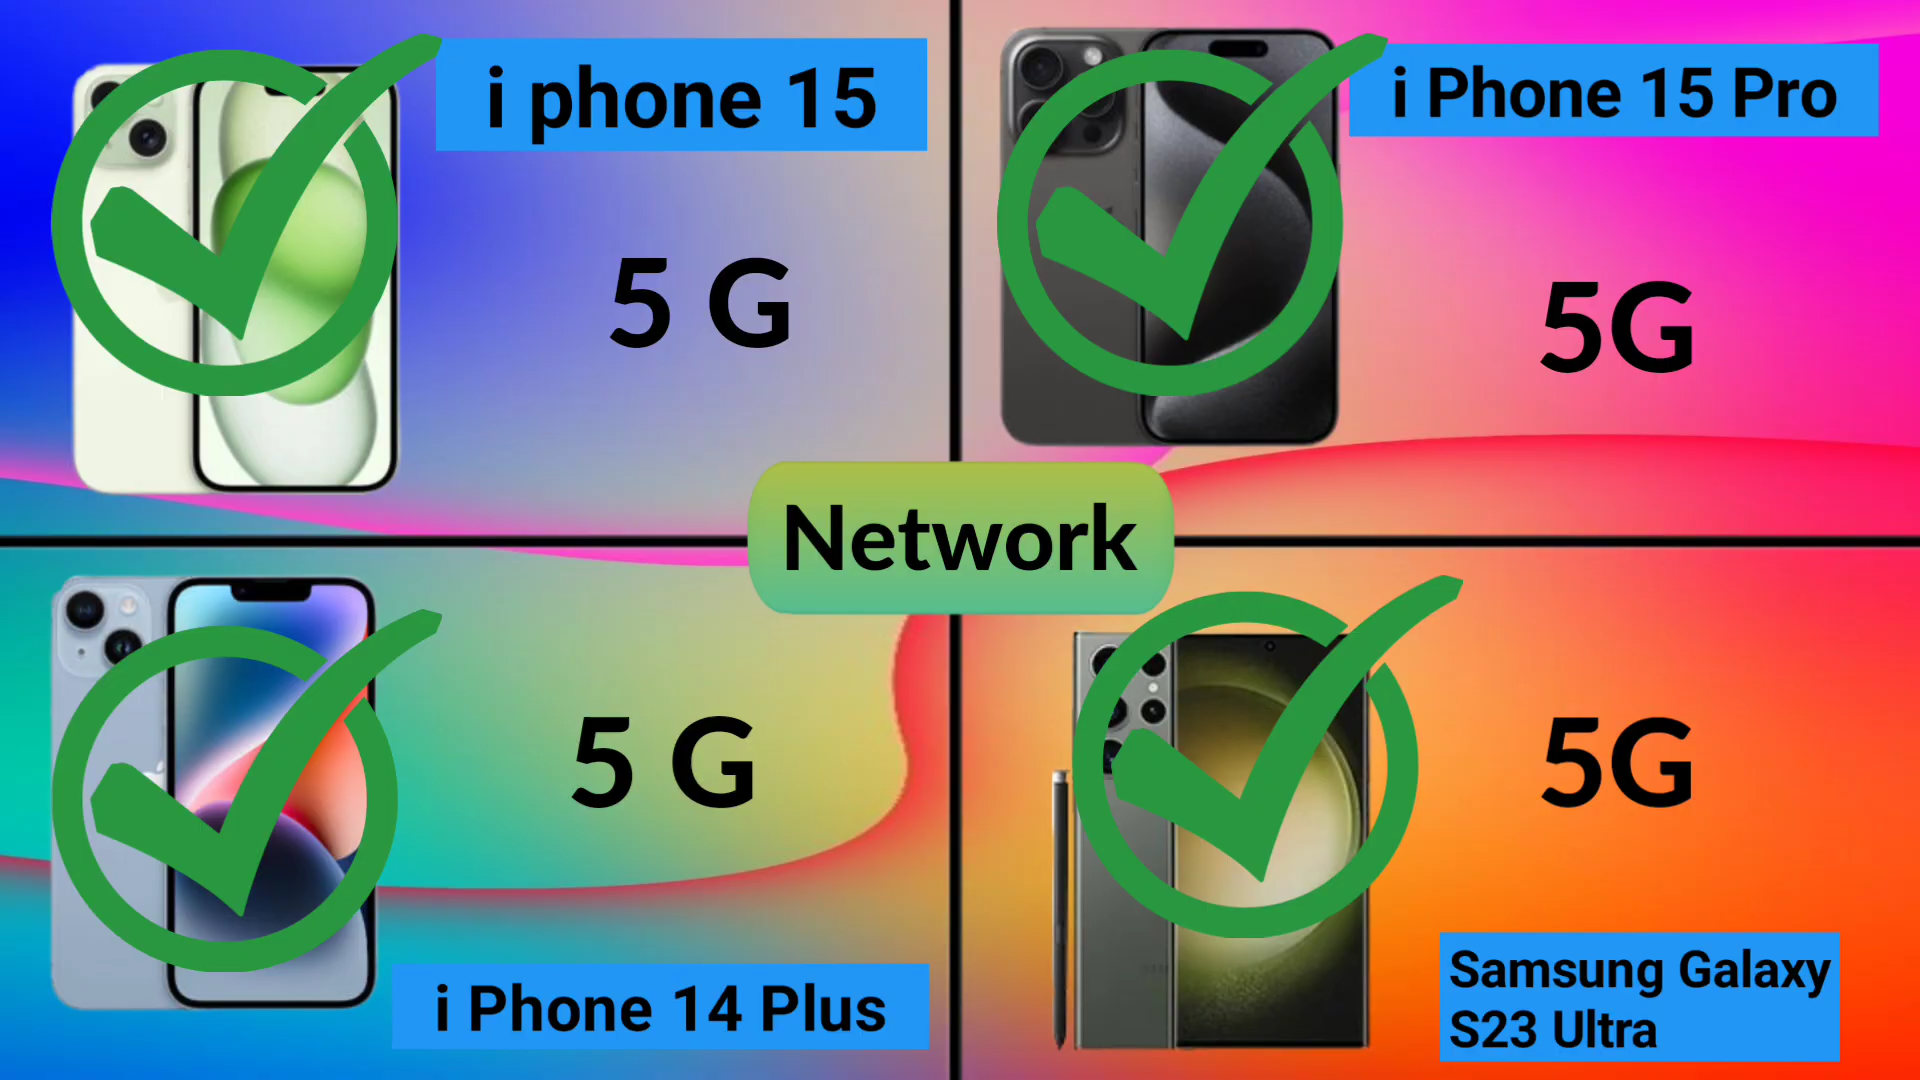 i phone 15
5 G
i Phone 15 Pro
5G
Network
5 G
i Phone 14 Plus
5G
Samsung Galaxy
S23 Ultra